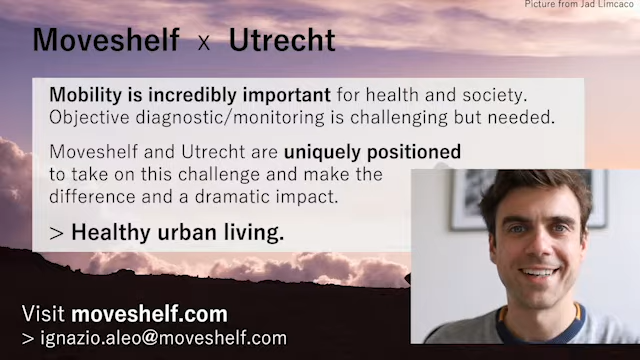 Picture from Jad Limcaco
Moveshelf x Utrecht
Mobility is incredibly important for health and society.
Objective diagnostic/monitoring is challenging but needed.
Moveshelf and Utrecht are uniquely positioned
to take on this challenge and make the
difference and a dramatic impact.
> Healthy urban living.
Visit moveshelf.com
> ignazio.aleo@moveshelf.com